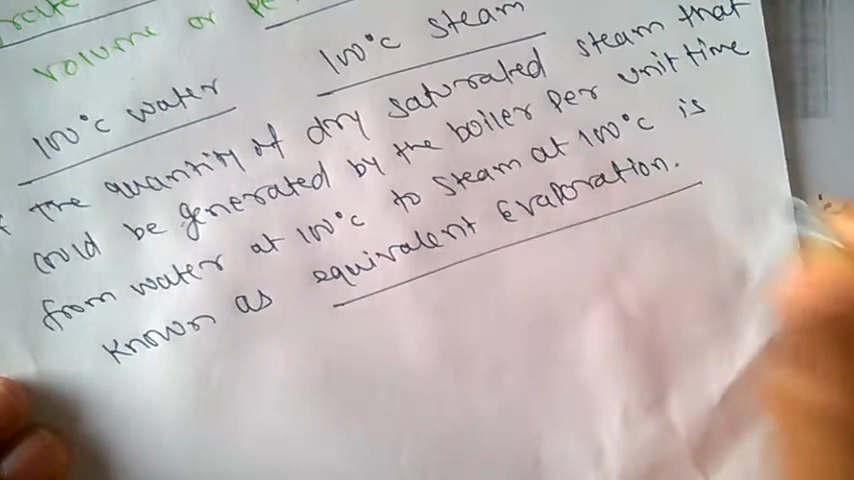 volume or
100°C water
100°C steam
The quantity of dry saturated steam that
could be generated by the boiler per unit time
from water at 100°C to steam at 100°C is
known as equivalent Evaporation.